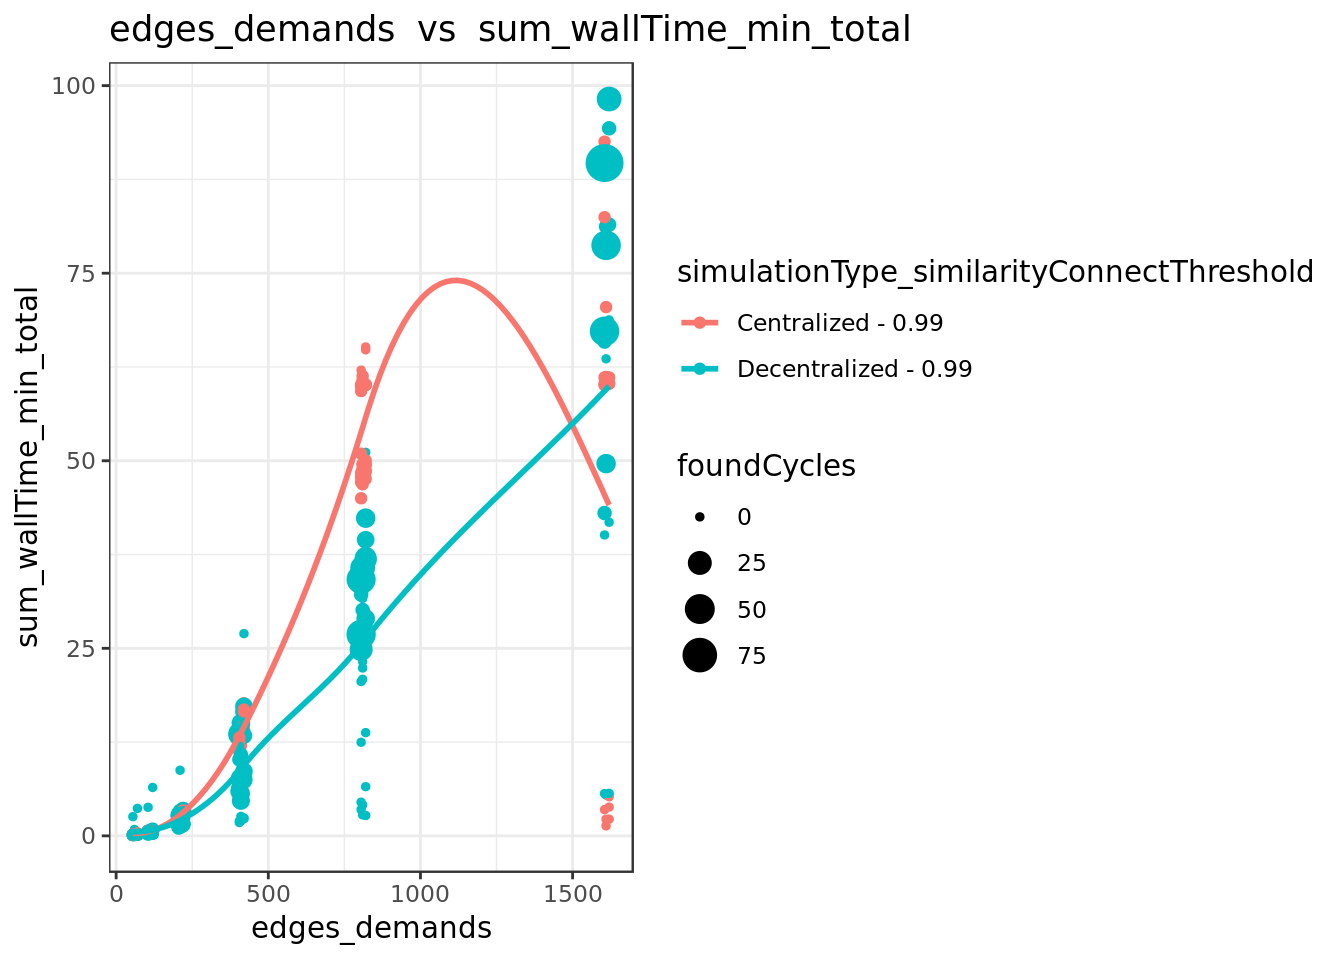 edges_demands vs sum_wallTime_min_total
100
75
50
25
0
sum_wallTime_min_total
0
500
1000
1500
edges_demands
simulationType_similarityConnectThreshold
Centralized - 0.99
Decentralized - 0.99
foundCycles
0
25
50
75